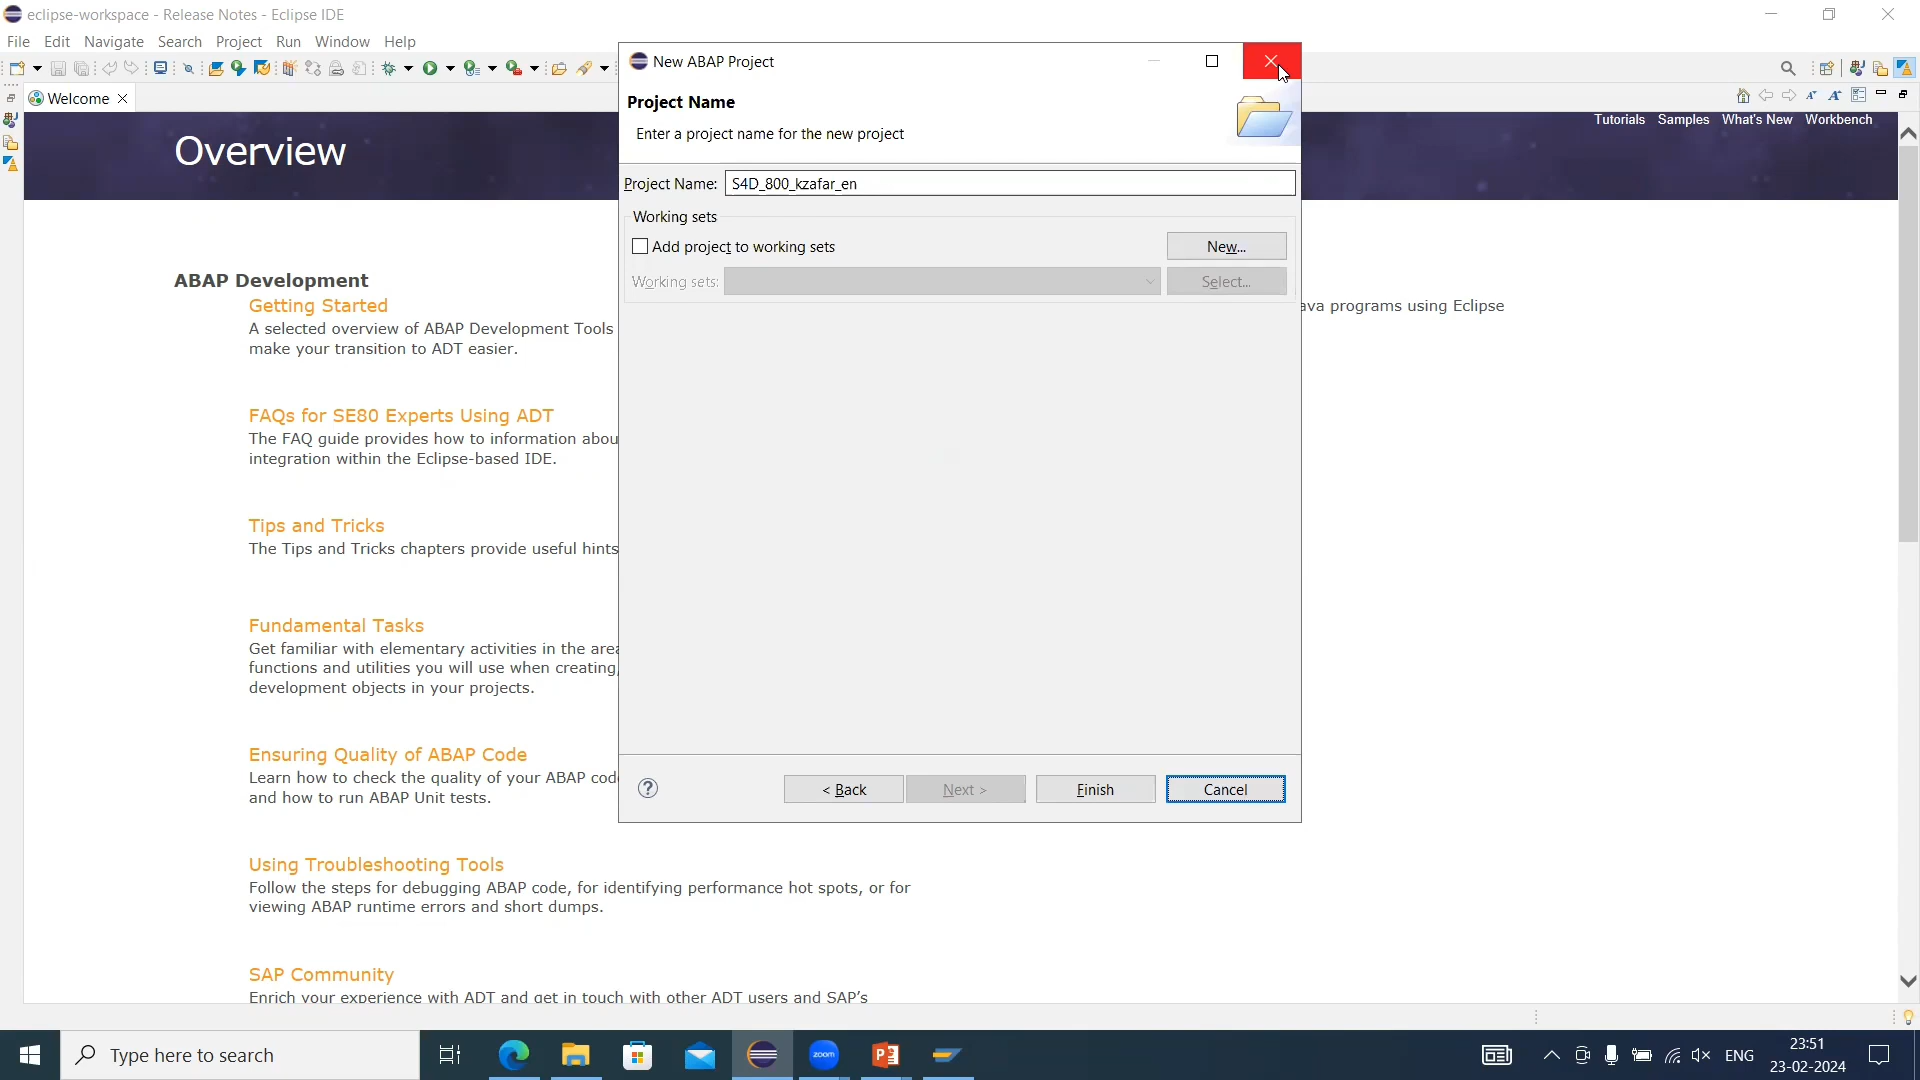 eclipse-workspace - Release Notes - Eclipse IDE
File Edit Navigate Search Project Run Window Help
Welcome
Tutorials Samples What's New Workbench
Overview
ABAP Development
Getting Started
A selected overview of ABAP Development Tools
make your transition to ADT easier.
FAQs for SE80 Experts Using ADT
The FAQ guide provides how to information abou
integration within the Eclipse-based IDE.
Tips and Tricks
The Tips and Tricks chapters provide useful hints
Fundamental Tasks
Get familiar with elementary activities in the area
functions and utilities you will use when creating,
development objects in your projects.
Ensuring Quality of ABAP Code
Learn how to check the quality of your ABAP cod
and how to run ABAP Unit tests.
Using Troubleshooting Tools
Follow the steps for debugging ABAP code, for identifying performance hot spots, or for
viewing ABAP runtime errors and short dumps.
SAP Community
Enrich your experience with ADT and get in touch with other ADT users and SAP's
ava programs using Eclipse
New ABAP Project
Project Name
Enter a project name for the new project
Project Name: S4D_800_kzafar_en
Working sets
Add project to working sets New...
Working sets: Select...
< Back Next > Finish Cancel
Type here to search
zoom
ENG
23:51
23-02-2024